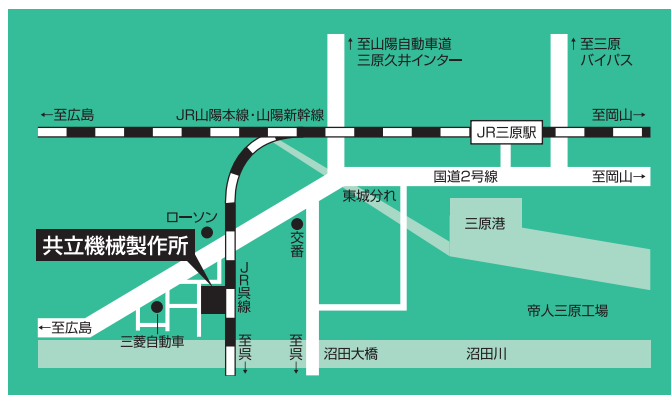 ↑至山陽自動車道
三原久井インター
↑至三原
バイパス
←至広島
JR山陽本線・山陽新幹線
至岡山→
JR三原駅
国道2号線
至岡山→
東城分れ
ローソン
交番
三原港
共立機械製作所
JR呉線
帝人三原工場
←至広島
三菱自動車
至呉↓
至呉↓
沼田大橋
沼田川